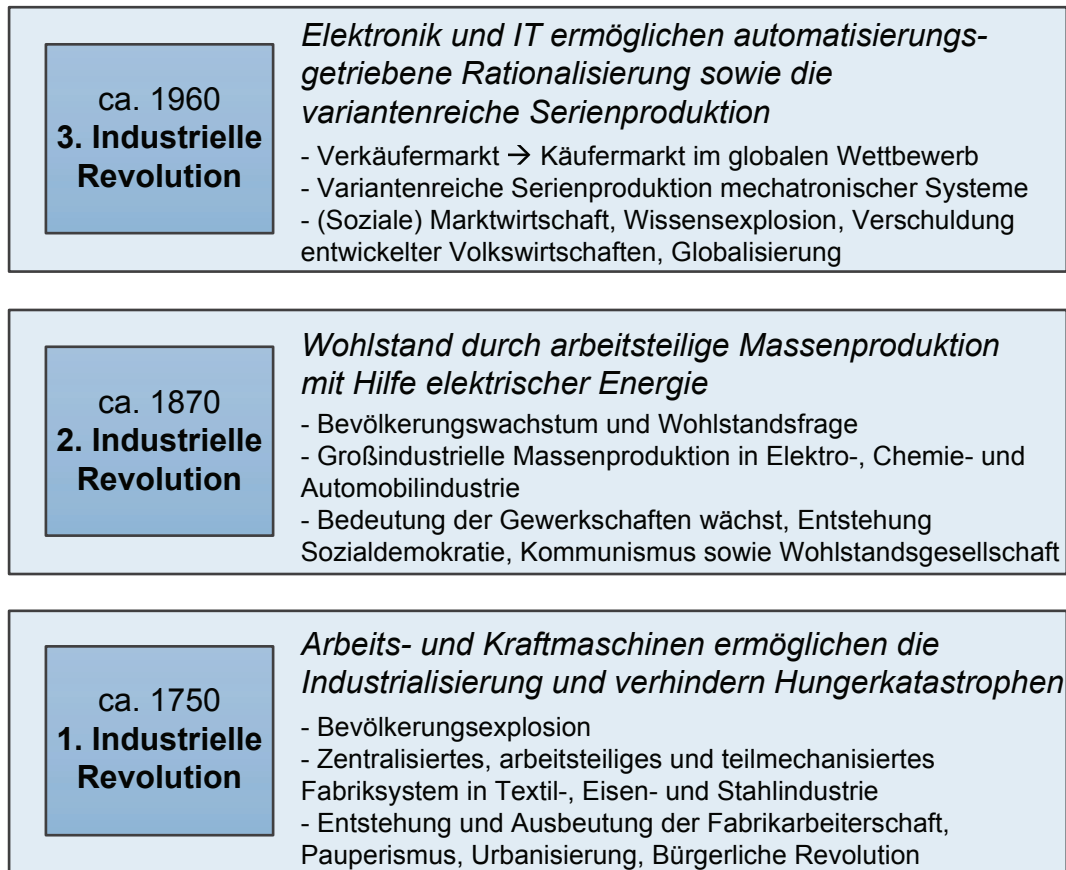 ca. 1960
3. Industrielle
Revolution
Elektronik und IT ermöglichen automatisierungs-
getriebene Rationalisierung sowie die
variantenreiche Serienproduktion
- Verkäufermarkt → Käufermarkt im globalen Wettbewerb
- Variantenreiche Serienproduktion mechatronischer Systeme
- (Soziale) Marktwirtschaft, Wissensexplosion, Verschuldung
entwickelter Volkswirtschaften, Globalisierung
ca. 1870
2. Industrielle
Revolution
Wohlstand durch arbeitsteilige Massenproduktion
mit Hilfe elektrischer Energie
- Bevölkerungswachstum und Wohlstandsfrage
- Großindustrielle Massenproduktion in Elektro-, Chemie- und
Automobilindustrie
- Bedeutung der Gewerkschaften wächst, Entstehung
Sozialdemokratie, Kommunismus sowie Wohlstandsgesellschaft
ca. 1750
1. Industrielle
Revolution
Arbeits- und Kraftmaschinen ermöglichen die
Industrialisierung und verhindern Hungerkatastrophen
- Bevölkerungsexplosion
- Zentralisiertes, arbeitsteiliges und teilmechanisiertes
Fabriksystem in Textil-, Eisen- und Stahlindustrie
- Entstehung und Ausbeutung der Fabrikarbeiterschaft,
Pauperismus, Urbanisierung, Bürgerliche Revolution